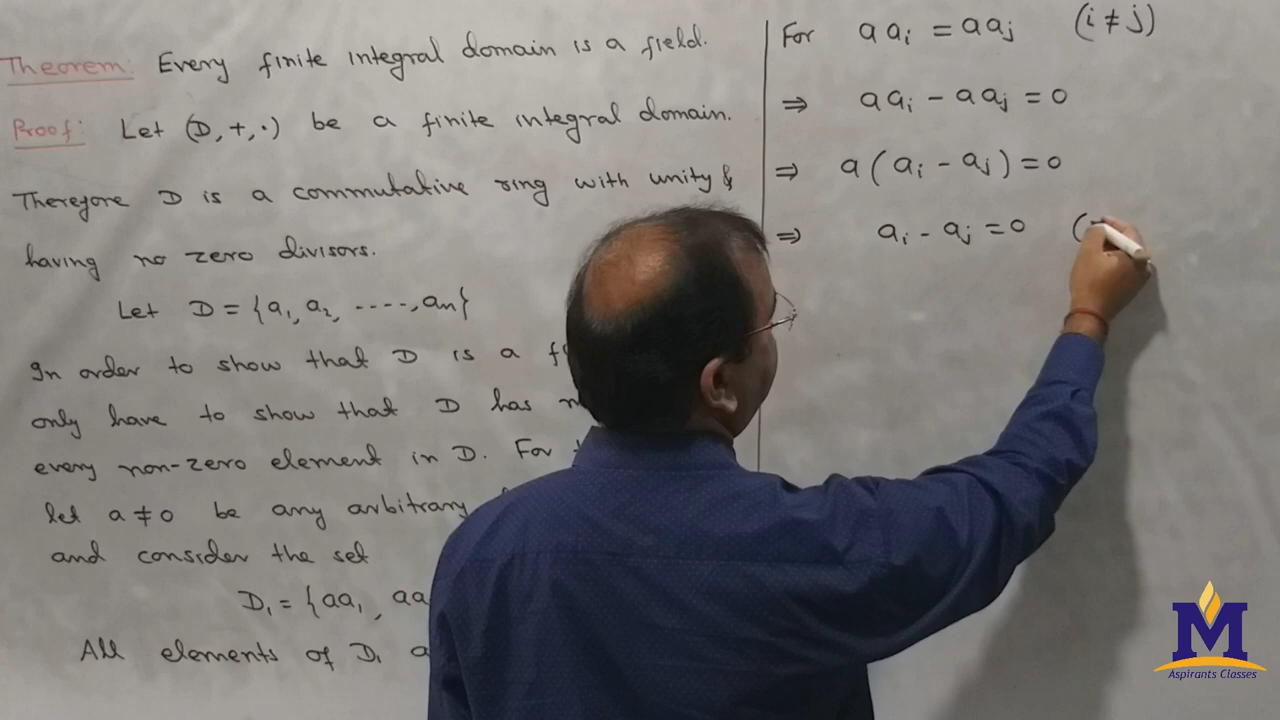 Theorem: Every finite integral domain is a field.
Proof: Let (D, +, ·) be a finite integral domain.
Therefore D is a commutative ring with unity &
having no zero divisors.
Let D = {a₁, a₂, ----, aₙ}
In order to show that D is a
only have to show that D has
every non-zero element in D. For
let a ≠ 0 be any arbitrary
and consider the set
D₁ = {aa₁, aa
All elements of D₁
For aaᵢ = aaⱼ (i ≠ j)
⇒ aaᵢ - aaⱼ = 0
⇒ a(aᵢ - aⱼ) = 0
⇒ aᵢ - aⱼ = 0 (
M
Aspirants Classes